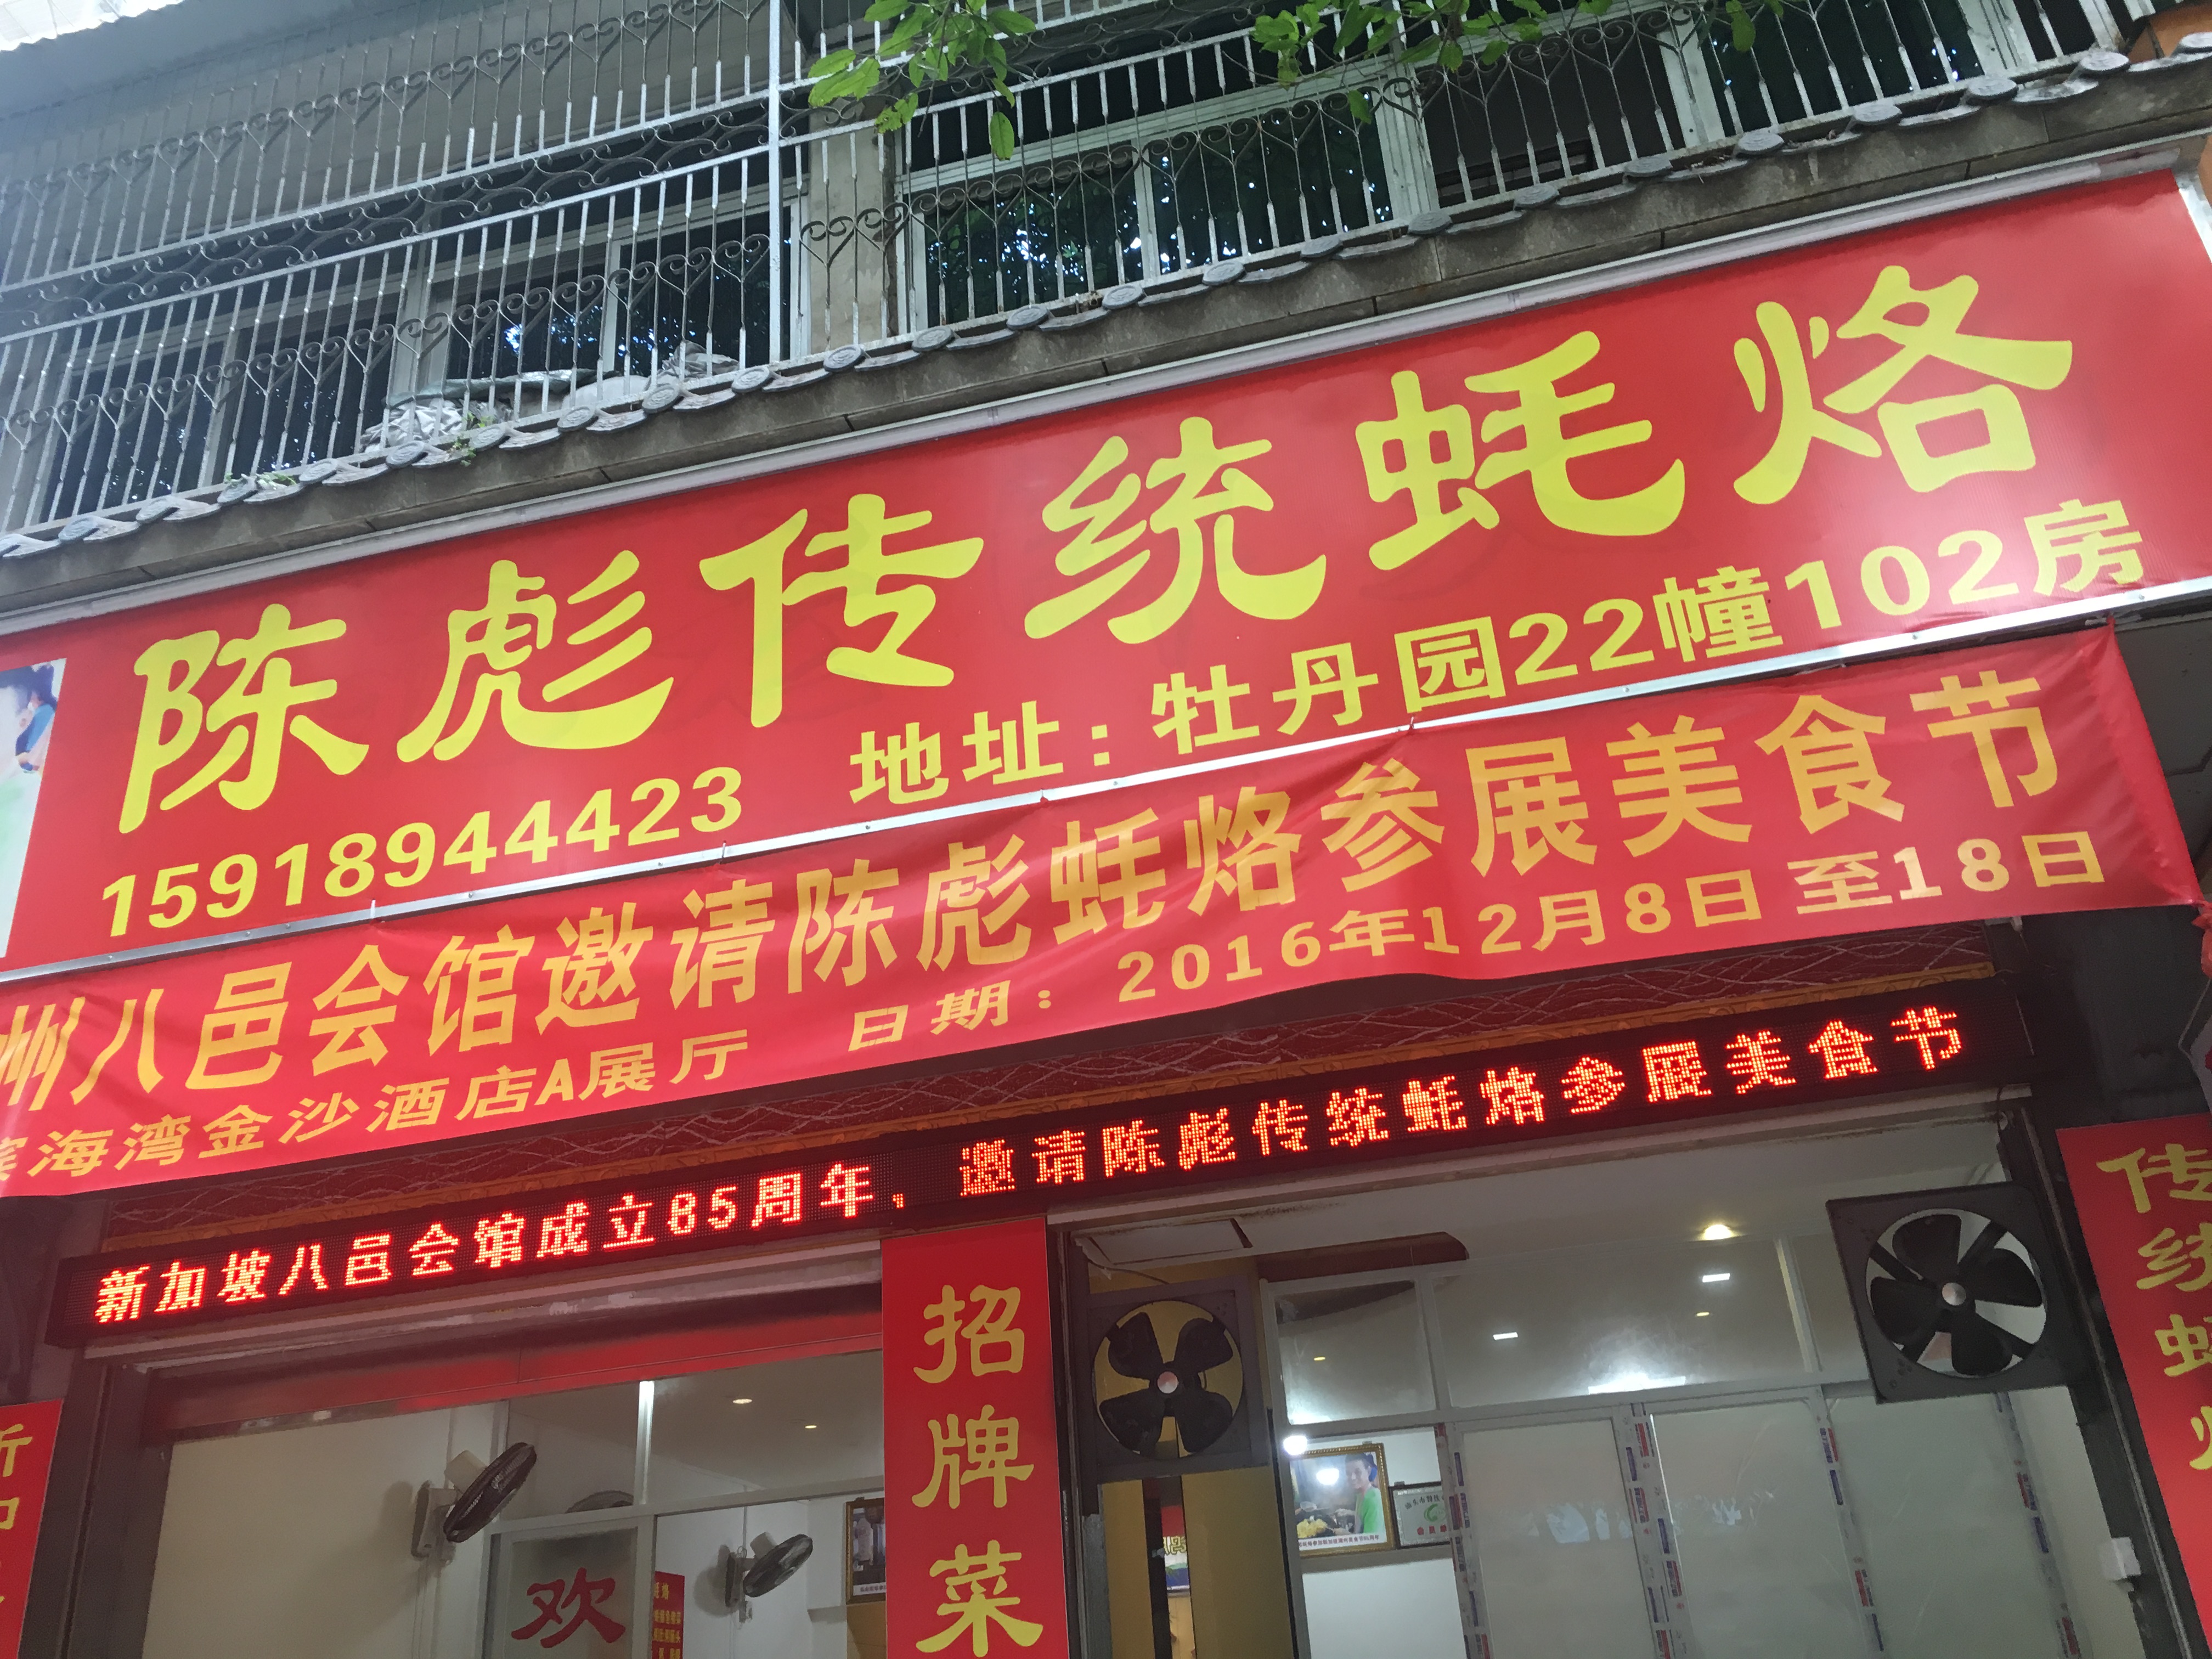 陈彪传统蚝烙
15918944423 地址：牡丹园22幢102房
州八邑会馆邀请陈彪蚝烙参展美食节
海湾金沙酒店A展厅 日期：2016年12月8日至18日
新加坡八邑会馆成立85周年、邀请陈彪传统蚝烙参展美食节
招牌菜
传统蚝
欢